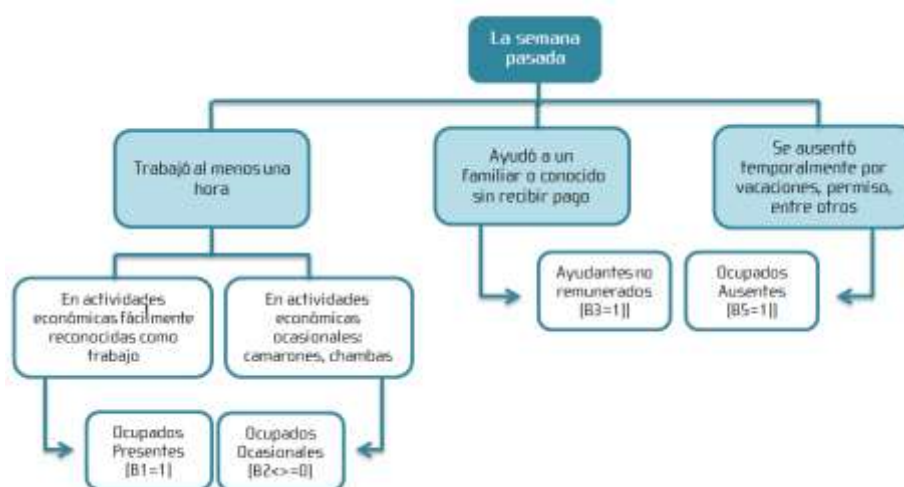 La semana
pasada
Trabajó al menos una
hora
Ayudó a un
familiar o conocido
sin recibir pago
Se ausentó
temporalmente por
vacaciones, permiso,
entre otros
En actividades
económicas fácilmente
reconocidas como
trabajo
En actividades
económicas
ocasionales:
camarones, chambas
Ayudantes no
remunerados
(B3=1))
Ocupados
Ausentes
(B5=1))
Ocupados
Presentes
(B1=1)
Ocupados
Ocasionales
(B2<>=0)